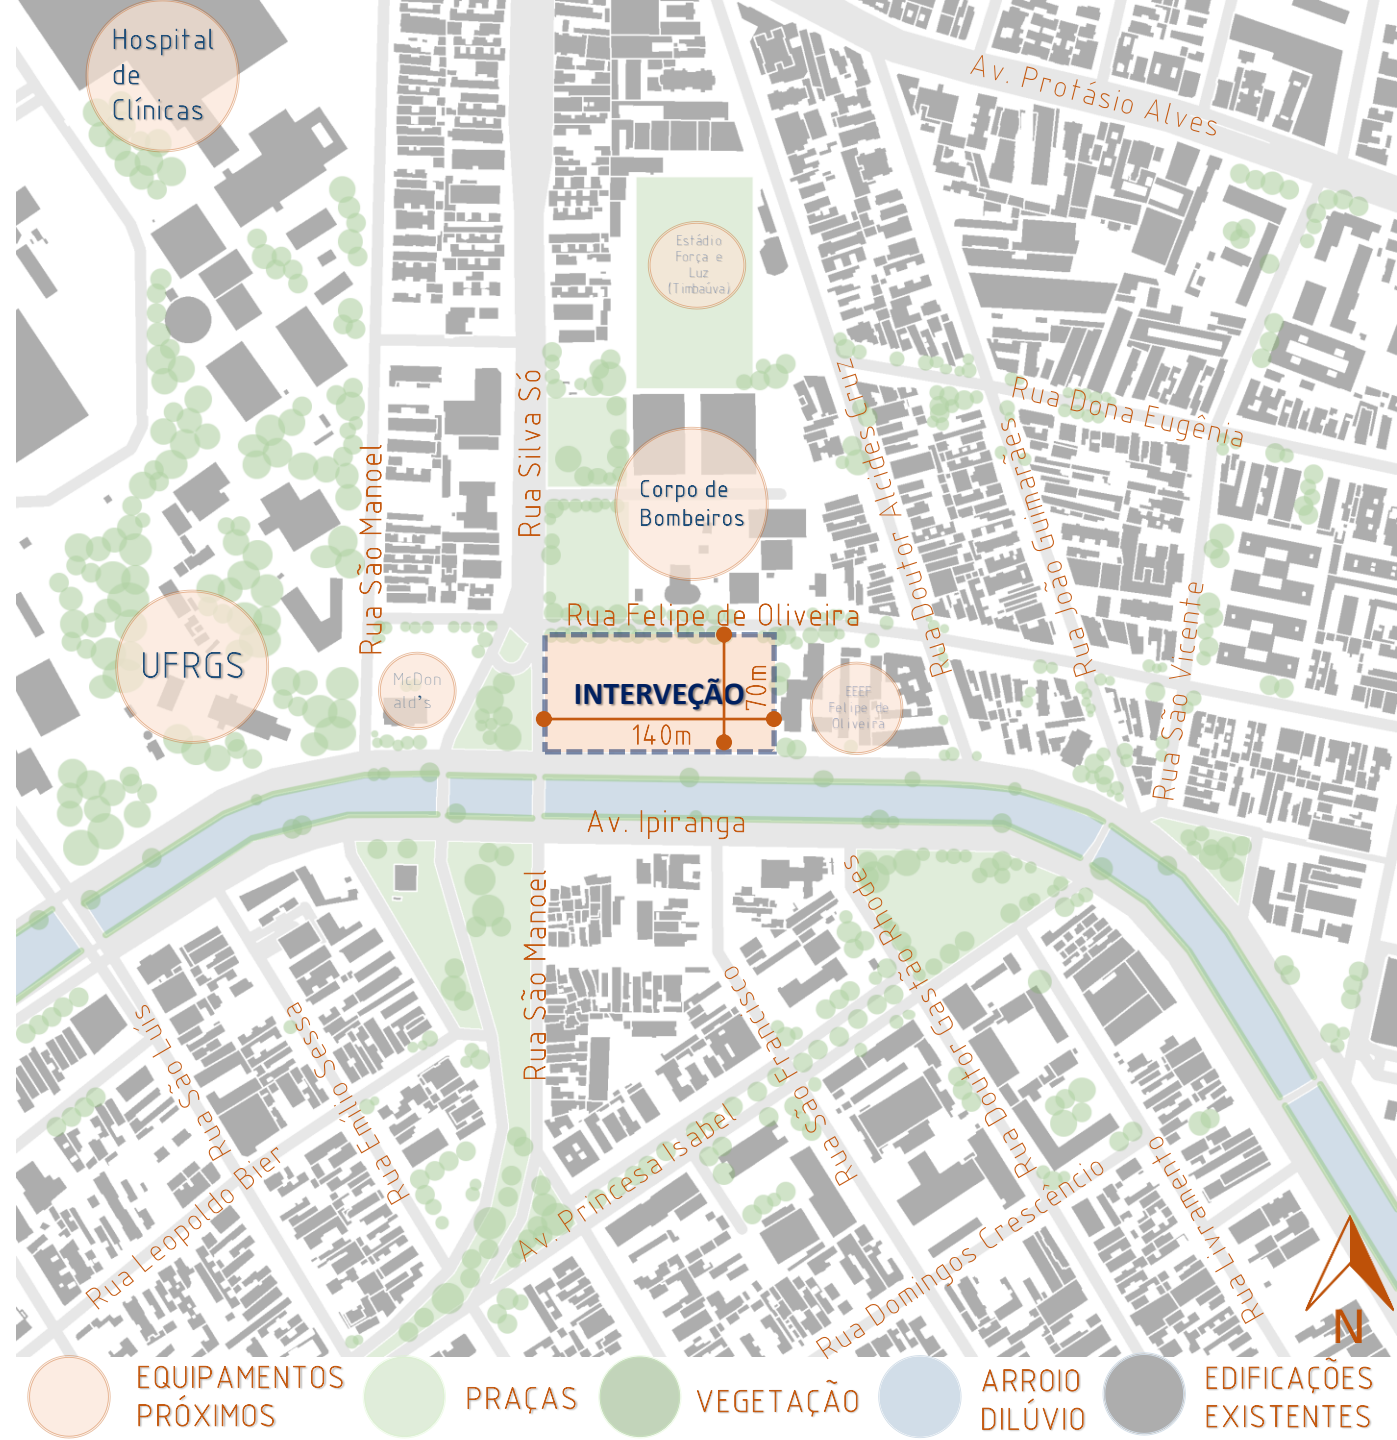 Hospital
de
Clínicas
Av. Protásio Alves
Estádio
Força e
Luz
(Timbaúva)
Rua Silva Só
Rua Dona Eugênia
Rua Doutor Alcides Cruz
Rua João Guimarães
Rua São Manoel
Corpo de
Bombeiros
Rua São Vicente
Rua Felipe de Oliveira
UFRGS
McDon
ald's
INTERVEÇÃO
70m
140m
EEEF
Felipe de
Oliveira
Av. Ipiranga
Rua São Manoel
Rua São Francisco
Rua Doutor Gastão Rhodes
Rua São Luís
Rua Emílio Sessa
Rua Leopoldo Bier
Av. Princesa Isabel
Rua Domingos Crescêncio
Rua Livramento
N
EQUIPAMENTOS
PRÓXIMOS
PRAÇAS
VEGETAÇÃO
ARROIO
DILÚVIO
EDIFICAÇÕES
EXISTENTES